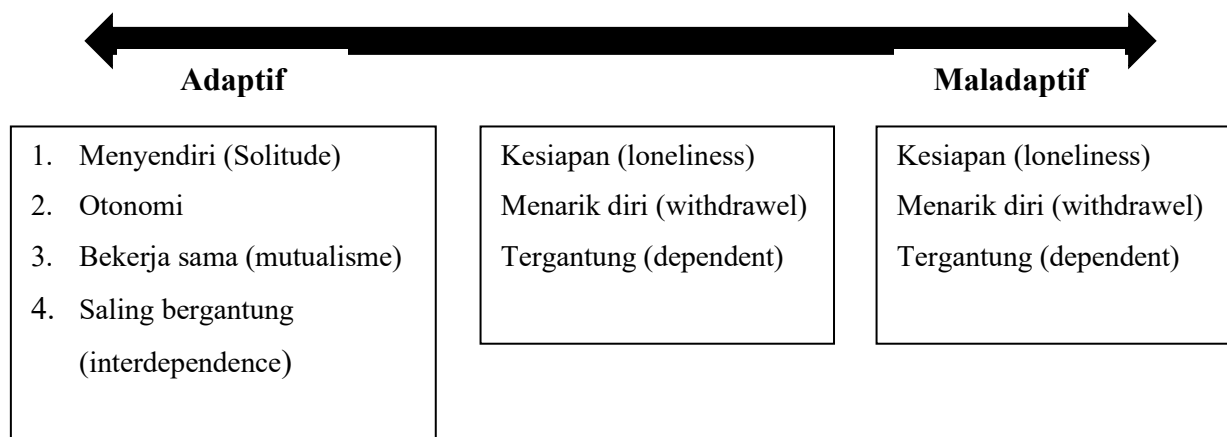 Adaptif
Maladaptif
1. Menyendiri (Solitude)
2. Otonomi
3. Bekerja sama (mutualisme)
4. Saling bergantung
(interdependence)
Kesiapan (loneliness)
Menarik diri (withdrawel)
Tergantung (dependent)
Kesiapan (loneliness)
Menarik diri (withdrawel)
Tergantung (dependent)